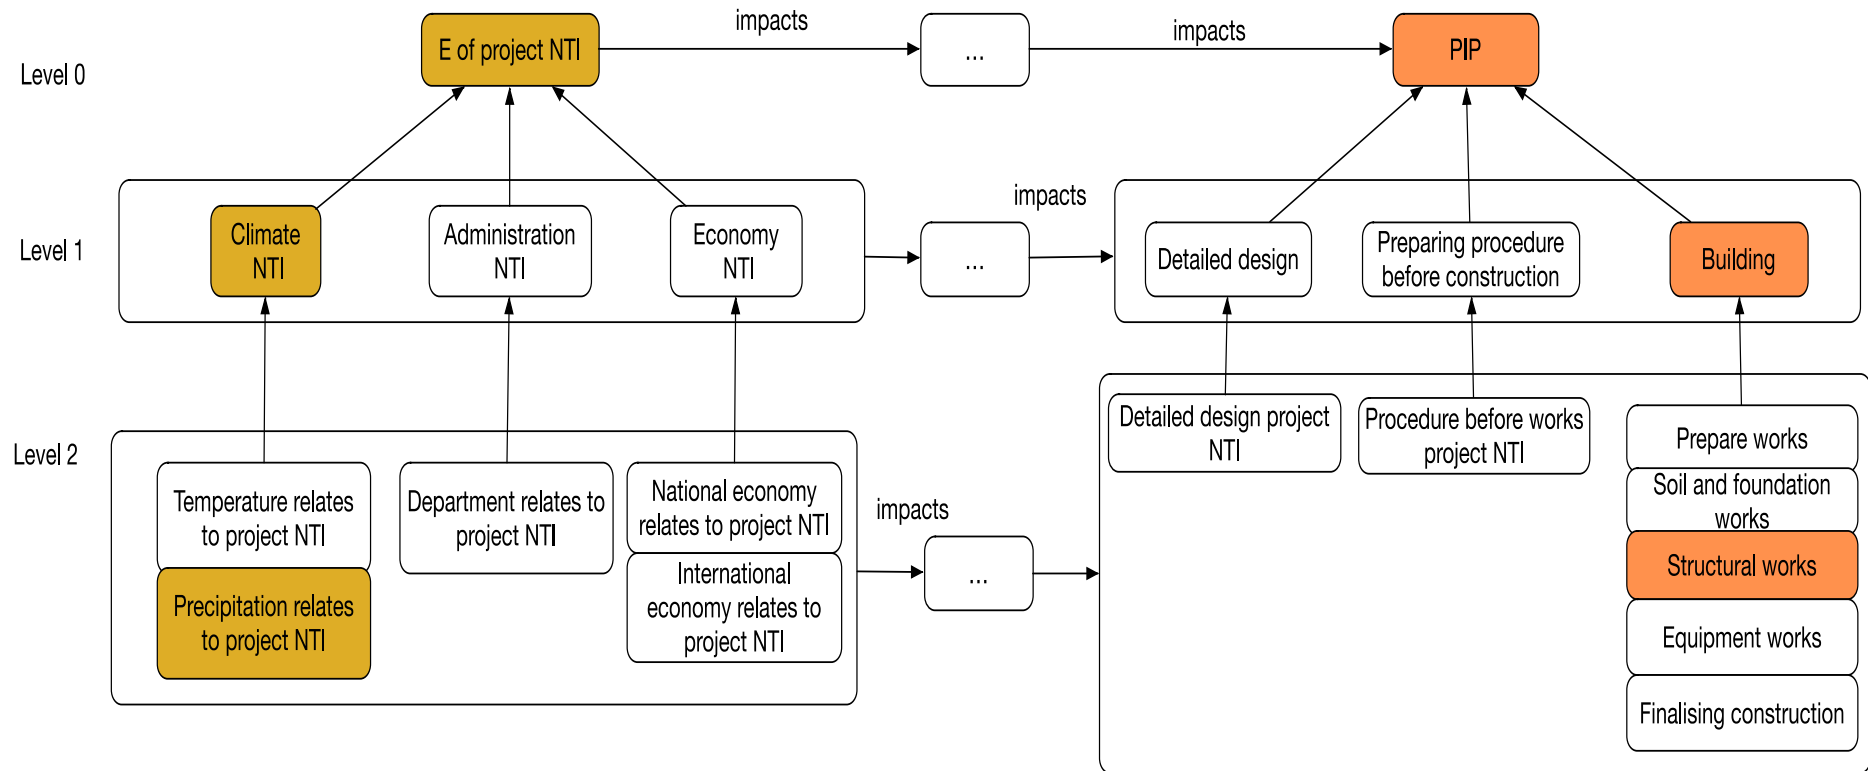 impacts
impacts
Level 0
E of project NTI
...
PIP
impacts
Level 1
Climate
NTI
Administration
NTI
Economy
NTI
...
Detailed design
Preparing procedure
before construction
Building
Level 2
Temperature relates
to project NTI
Precipitation relates
to project NTI
Department relates to
project NTI
National economy
relates to project NTI
International
economy relates to
project NTI
impacts
...
Detailed design project
NTI
Procedure before works
project NTI
Prepare works
Soil and foundation
works
Structural works
Equipment works
Finalising construction